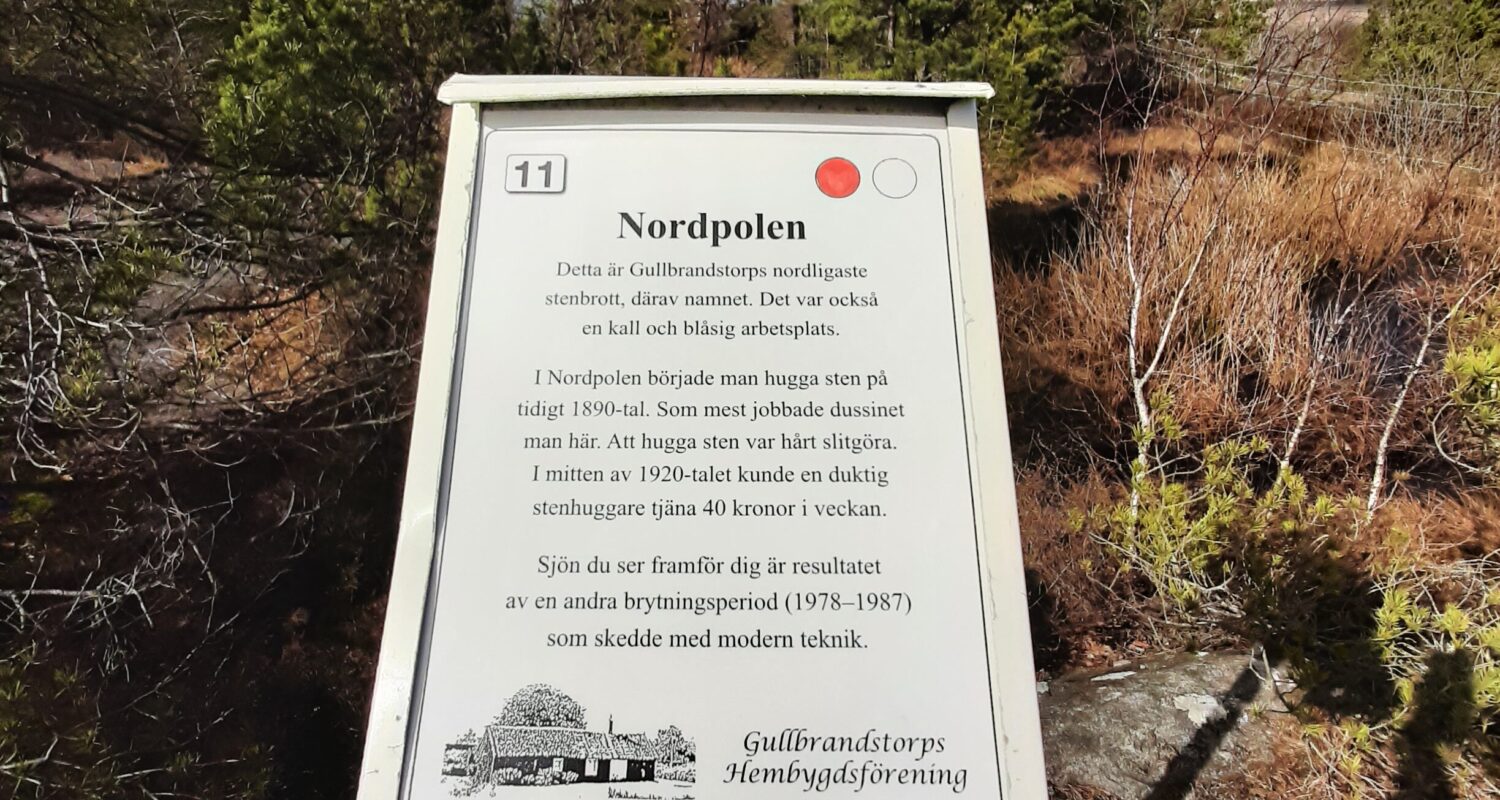 11
Nordpolen
Detta är Gullbrandstorps nordligaste
stenbrott, därav namnet. Det var också
en kall och blåsig arbetsplats.
I Nordpolen började man hugga sten på
tidigt 1890-tal. Som mest jobbade dussinet
man här. Att hugga sten var hårt slitgöra.
I mitten av 1920-talet kunde en duktig
stenhuggare tjäna 40 kronor i veckan.
Sjön du ser framför dig är resultatet
av en andra brytningsperiod (1978–1987)
som skedde med modern teknik.
Gullbrandstorps
Hembygdsförening